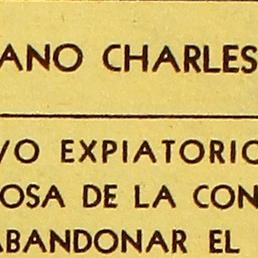 ANO CHARLES
VO EXPIATORIO
OSA DE LA CON
ABANDONAR EL